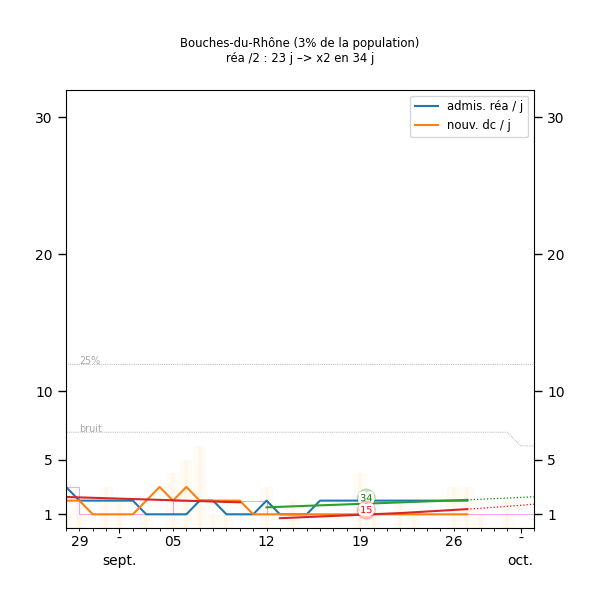 Bouches-du-Rhône (3% de la population)
réa /2 : 23 j –> x2 en 34 j
admis. réa / j
nouv. dc / j
30
30
20
20
25%
10
10
bruit
5
5
34
15
1
1
29
-
05
12
19
26
-
sept.
oct.